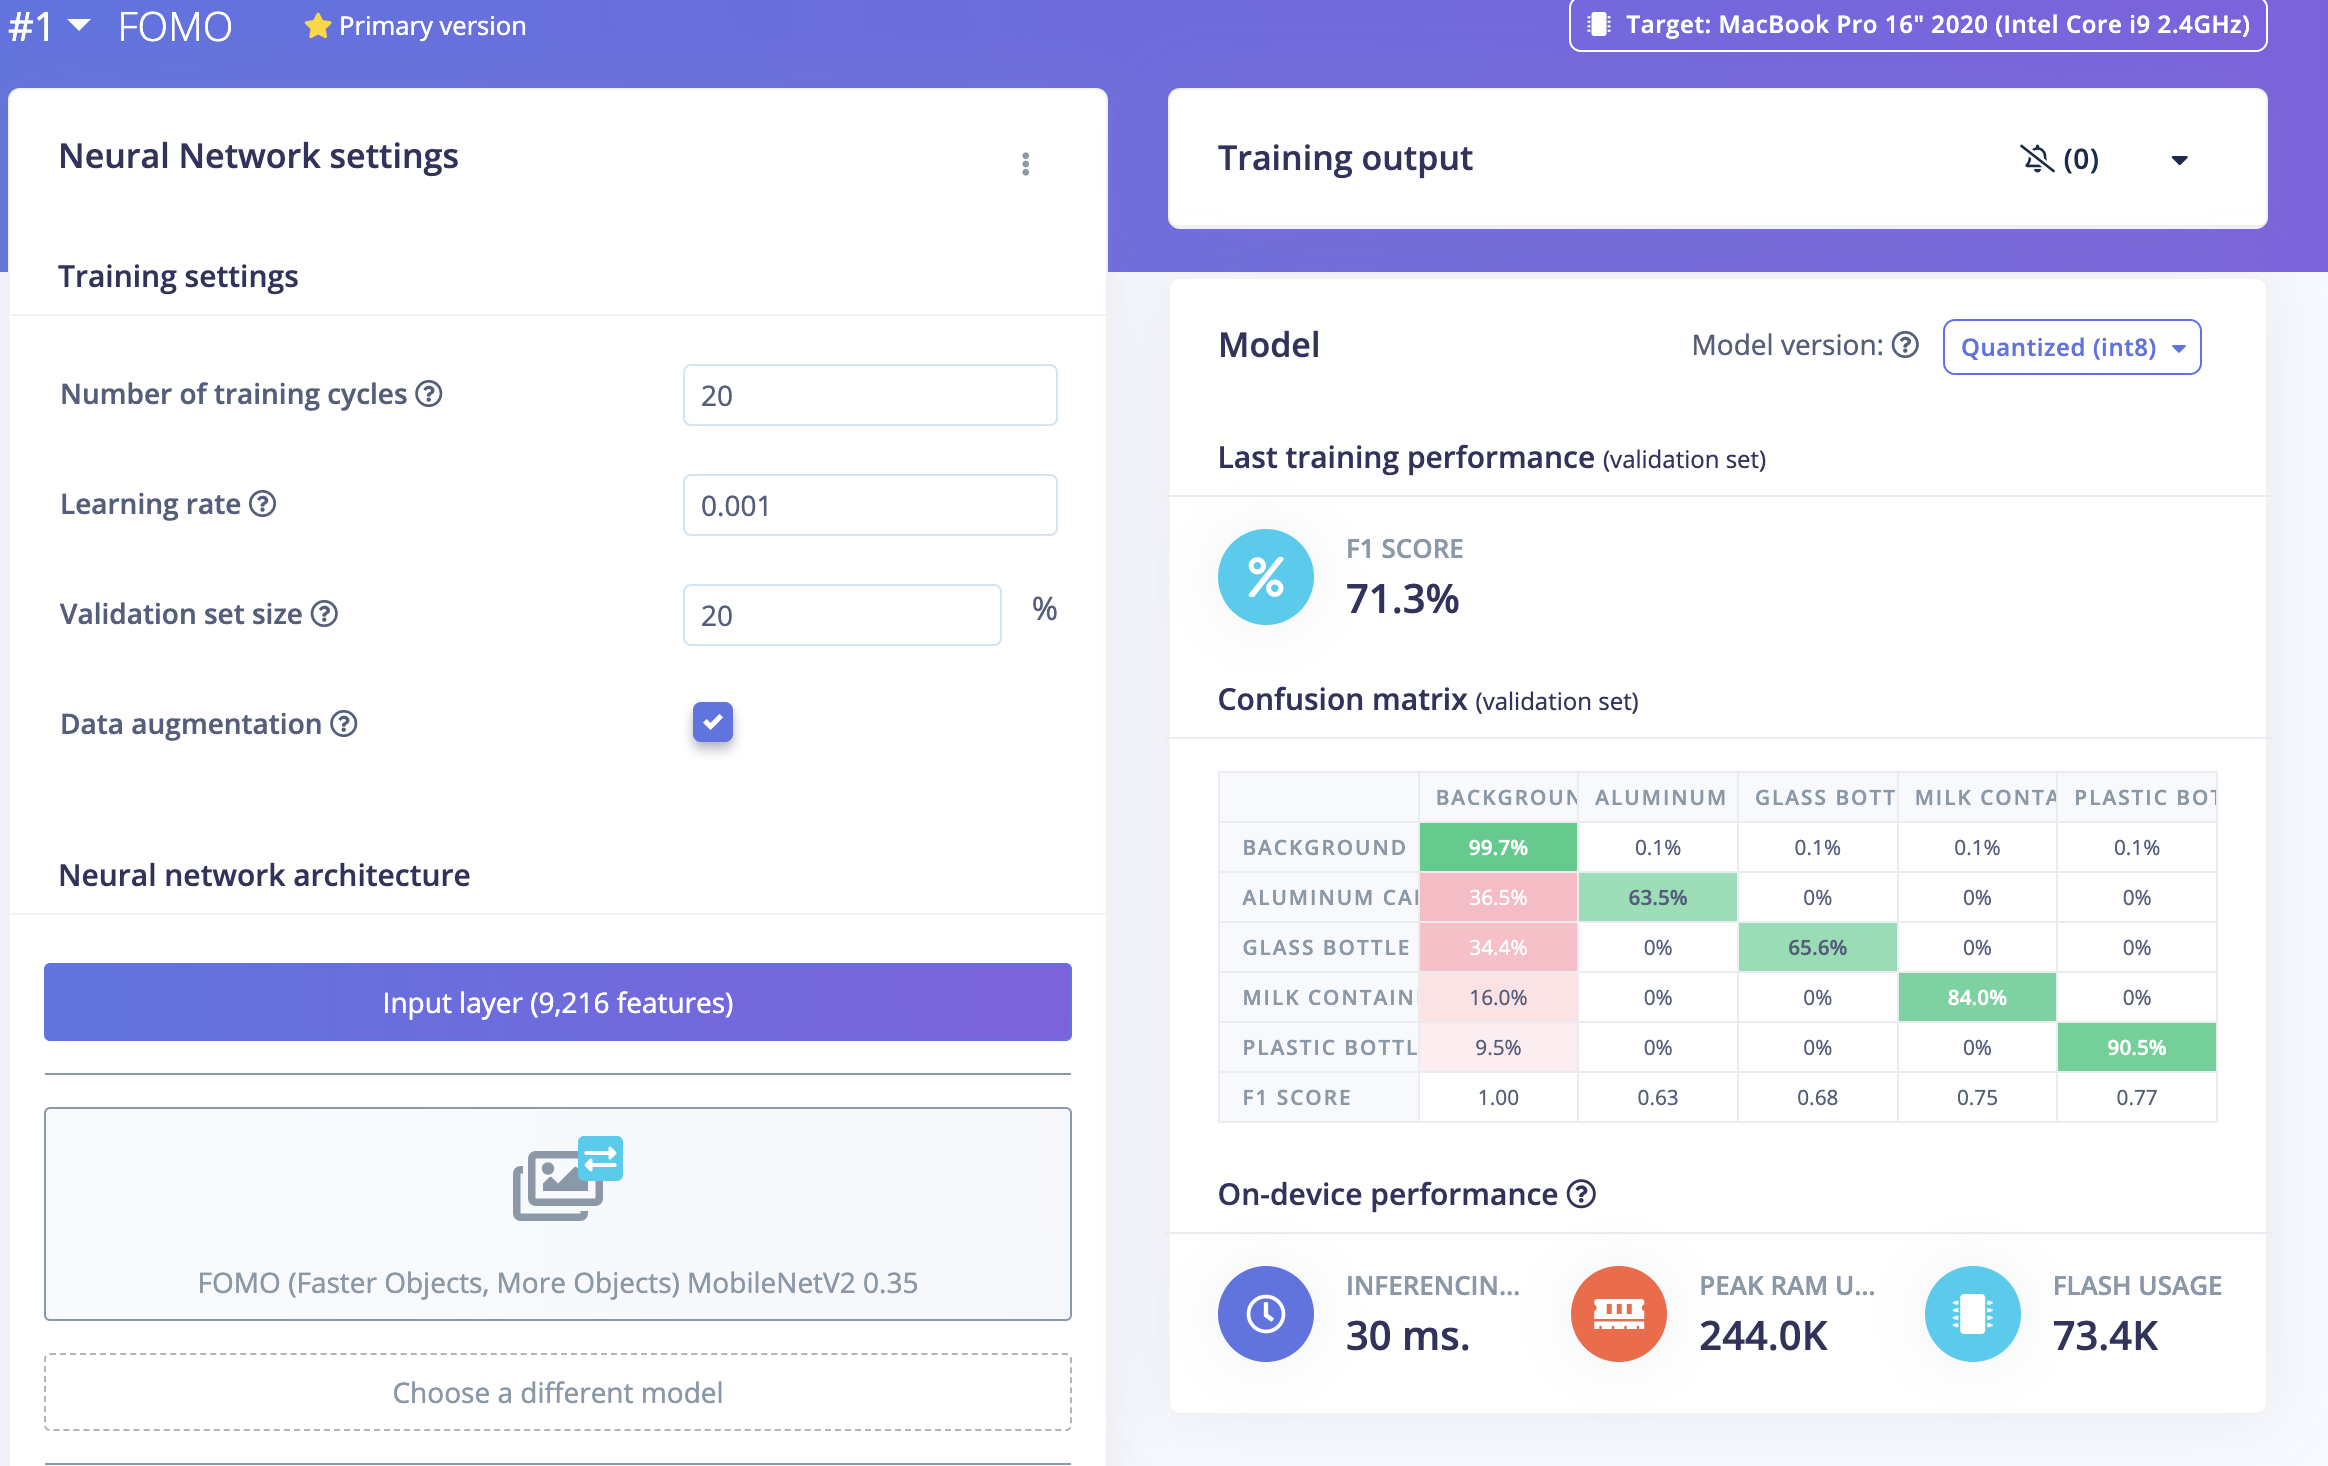 #1 FOMO Primary version
Target: MacBook Pro 16" 2020 (Intel Core i9 2.4GHz)
Neural Network settings
Training settings
Number of training cycles ? 20
Learning rate ? 0.001
Validation set size ? 20 %
Data augmentation ?
Neural network architecture
Input layer (9,216 features)
FOMO (Faster Objects, More Objects) MobileNetV2 0.35
Choose a different model
Training output (0)
Model
Model version: ? Quantized (int8)
Last training performance (validation set)
%
F1 SCORE
71.3%
Confusion matrix (validation set)
BACKGROUN ALUMINUM GLASS BOTT MILK CONTA PLASTIC BOT
BACKGROUND 99.7% 0.1% 0.1% 0.1% 0.1%
ALUMINUM CAN 36.5% 63.5% 0% 0% 0%
GLASS BOTTLE 34.4% 0% 65.6% 0% 0%
MILK CONTAIN 16.0% 0% 0% 84.0% 0%
PLASTIC BOTTL 9.5% 0% 0% 0% 90.5%
F1 SCORE 1.00 0.63 0.68 0.75 0.77
On-device performance ?
INFERENCIN... PEAK RAM U... FLASH USAGE
30 ms. 244.0K 73.4K